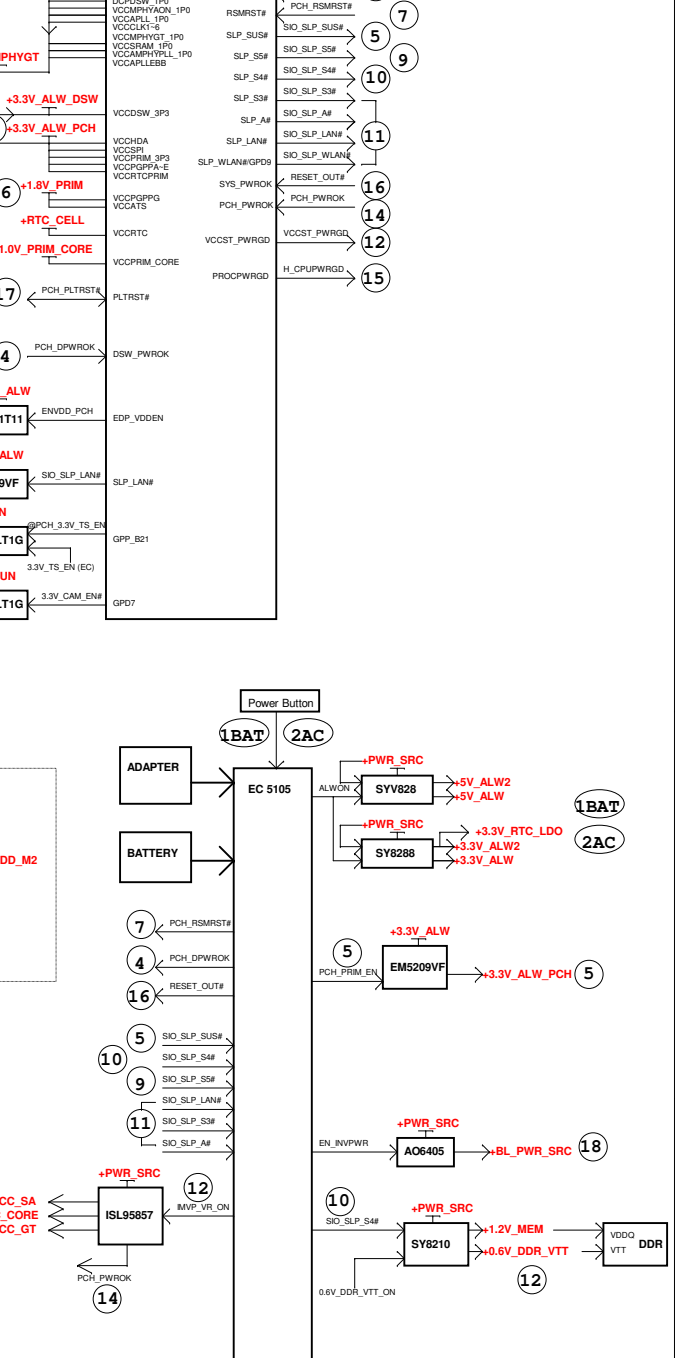 DCPDSW_1P0
VCCMPHYAON_1P0
VCCAPLL_1P0
VCCCLK1~6
VCCMPHYGT_1P0
VCCSRAM_1P0
VCCAMPHYPLL_1P0
VCCAPLLEBB
RSMRST# PCH_RSMRST# 7
SLP_SUS# SIO_SLP_SUS# 5
SLP_S5# SIO_SLP_S5# 9
SLP_S4# SIO_SLP_S4# 10
SLP_S3# SIO_SLP_S3#
SLP_A# SIO_SLP_A#
SLP_LAN# SIO_SLP_LAN# 11
SLP_WLAN#/GPD9 SIO_SLP_WLAN#
SYS_PWROK RESET_OUT# 16
PCH_PWROK PCH_PWROK 14
VCCST_PWRGD VCCST_PWRGD 12
PROCPWRGD H_CPUPWRGD 15
PHYGT
+3.3V_ALW_DSW
VCCDSW_3P3
+3.3V_ALW_PCH
VCCHDA
VCCSPI
VCCPRIM_3P3
VCCPGPPA~E
VCCRTCPRIM
6 +1.8V_PRIM
VCCPGPPG
VCCATS
+RTC_CELL
VCCRTC
1.0V_PRIM_CORE
VCCPRIM_CORE
17 PCH_PLTRST# PLTRST#
4 PCH_DPWROK DSW_PWROK
_ALW
1T11 ENVDD_PCH EDP_VDDEN
ALW
9VF SIO_SLP_LAN# SLP_LAN#
N
LT1G @PCH_3.3V_TS_EN GPP_B21
3.3V_TS_EN (EC)
UN
LT1G 3.3V_CAM_EN# GPD7
Power Button
1BAT 2AC
ADAPTER
EC 5105
BATTERY
DD_M2
ALWON
+PWR_SRC
SYV828
+5V_ALW2
+5V_ALW
+PWR_SRC
SY8288
+3.3V_RTC_LDO
+3.3V_ALW2
+3.3V_ALW
1BAT
2AC
7 PCH_RSMRST#
4 PCH_DPWROK
16 RESET_OUT#
+3.3V_ALW
5
PCH_PRIM_EN
EM5209VF
+3.3V_ALW_PCH 5
5 SIO_SLP_SUS#
10 SIO_SLP_S4#
9 SIO_SLP_S5#
SIO_SLP_LAN#
11 SIO_SLP_S3#
SIO_SLP_A#
+PWR_SRC
EN_INVPWR
AO6405
+BL_PWR_SRC 18
+PWR_SRC
12
IMVP_VR_ON
ISL95857
CC_SA
_CORE
CC_GT
PCH_PWROK
14
10
SIO_SLP_S4#
+PWR_SRC
SY8210
+1.2V_MEM
+0.6V_DDR_VTT
12
0.6V_DDR_VTT_ON
VDDQ
VTT
DDR